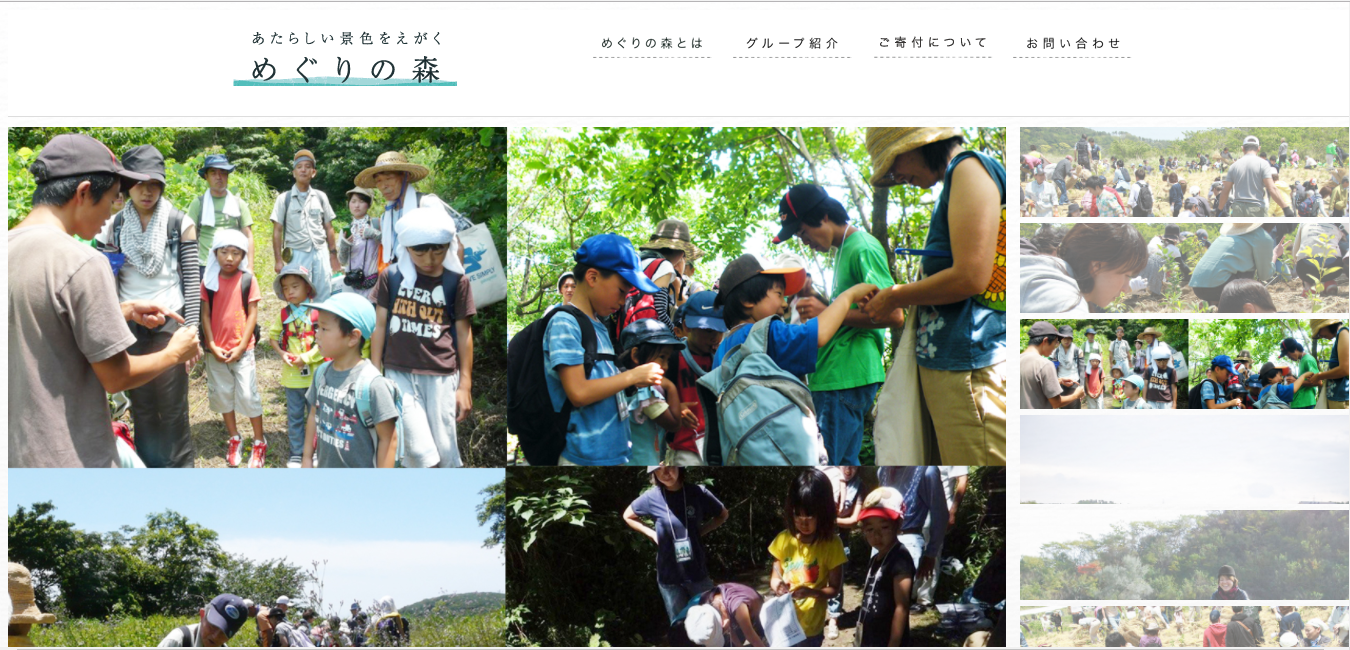 あたらしい景色をえがく
めぐりの森
めぐりの森とは
グループ紹介
ご寄付について
お問い合わせ
TIMES